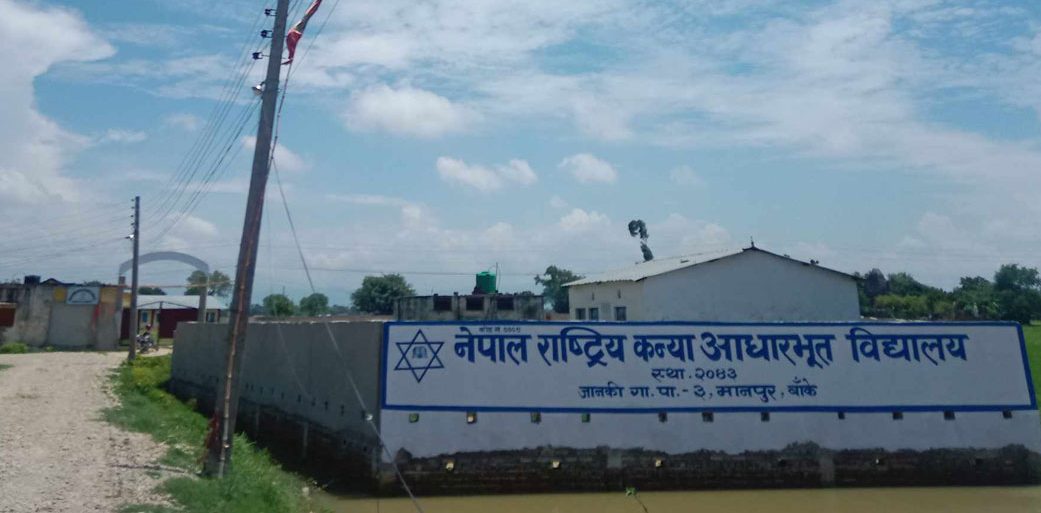 नेपाल राष्ट्रिय कन्या आधारभूत विद्यालय
स्था. २०४३
जानकी गा. पा. - ३, मानपुर, बाँके